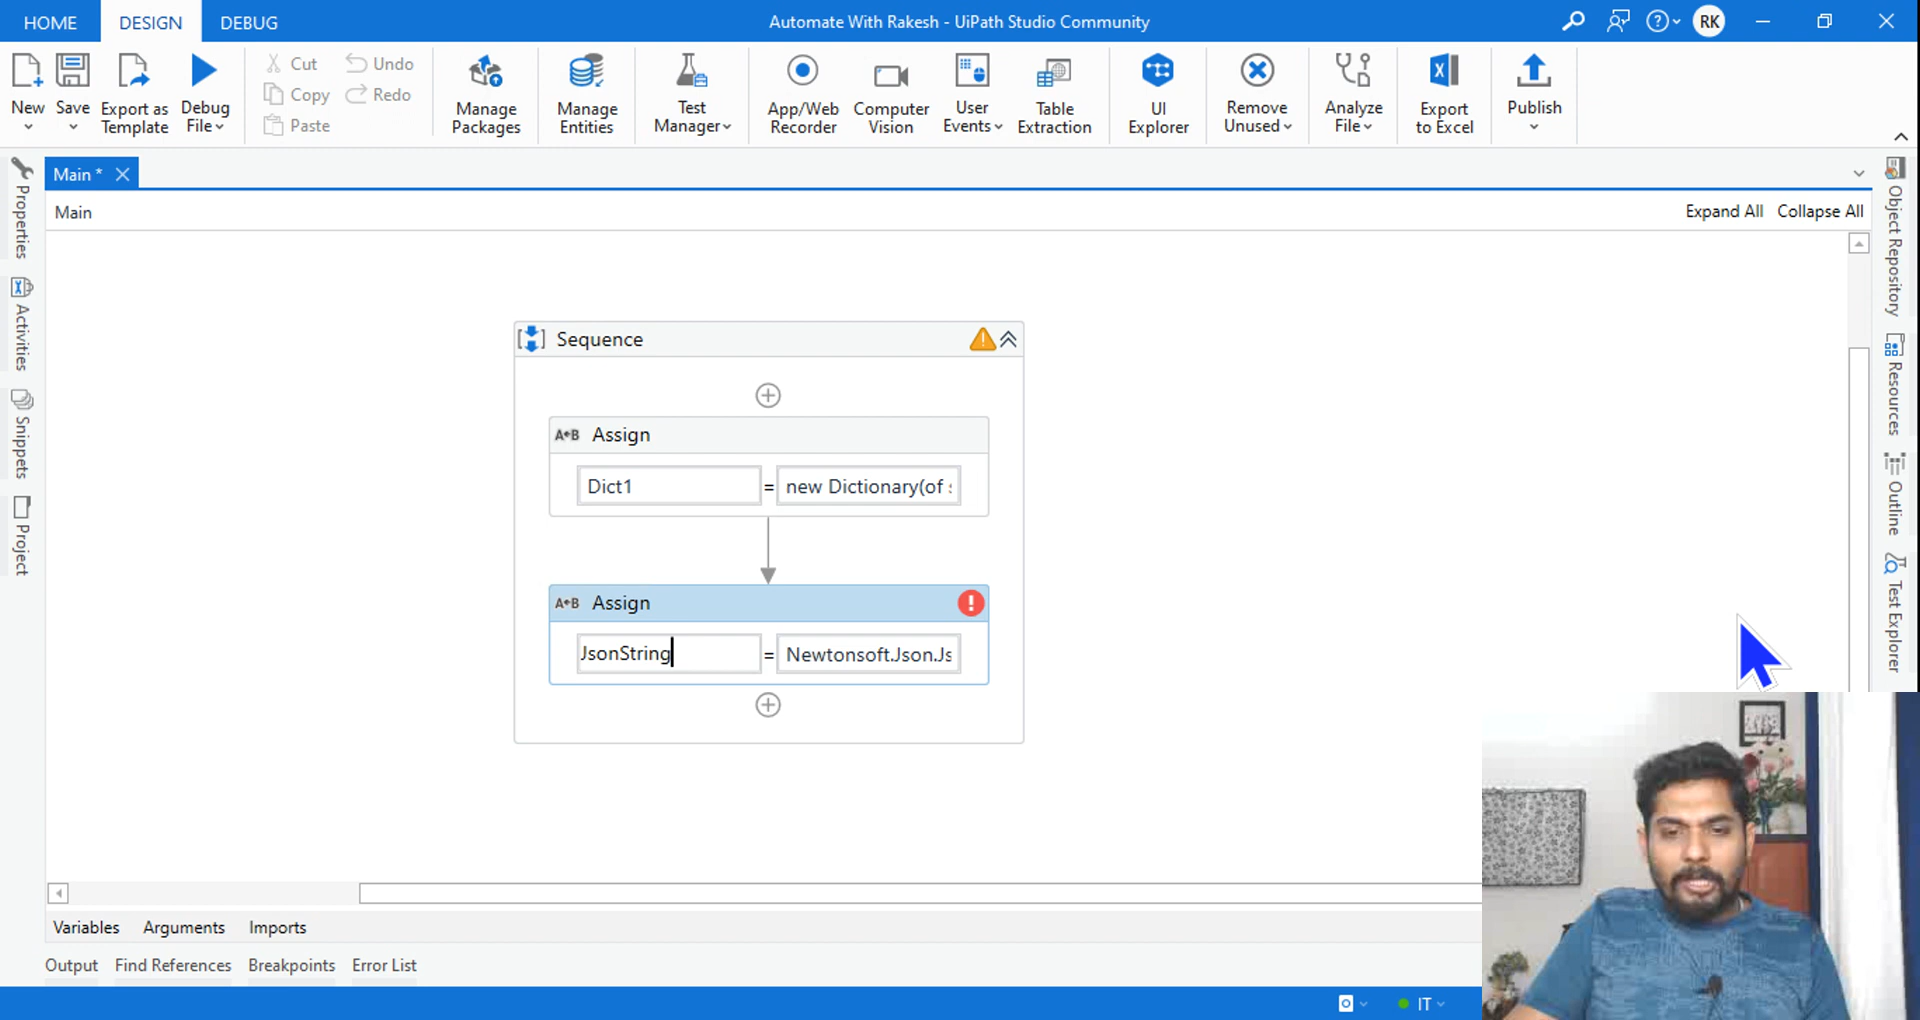 HOME DESIGN DEBUG
Automate With Rakesh - UiPath Studio Community
RK
New
Save
Export as
Template
Debug
File
Cut
Copy
Paste
Undo
Redo
Manage
Packages
Manage
Entities
Test
Manager
App/Web
Recorder
Computer
Vision
User
Events
Table
Extraction
UI
Explorer
Remove
Unused
Analyze
File
Export
to Excel
Publish
Main *
Main
Expand All Collapse All
Properties
Activities
Snippets
Project
Object Repository
Resources
Outline
Test Explorer
Sequence
A B Assign
Dict1 = new Dictionary(of
A B Assign
JsonString = Newtonsoft.Json.Js
Variables Arguments Imports
Output Find References Breakpoints Error List
IT